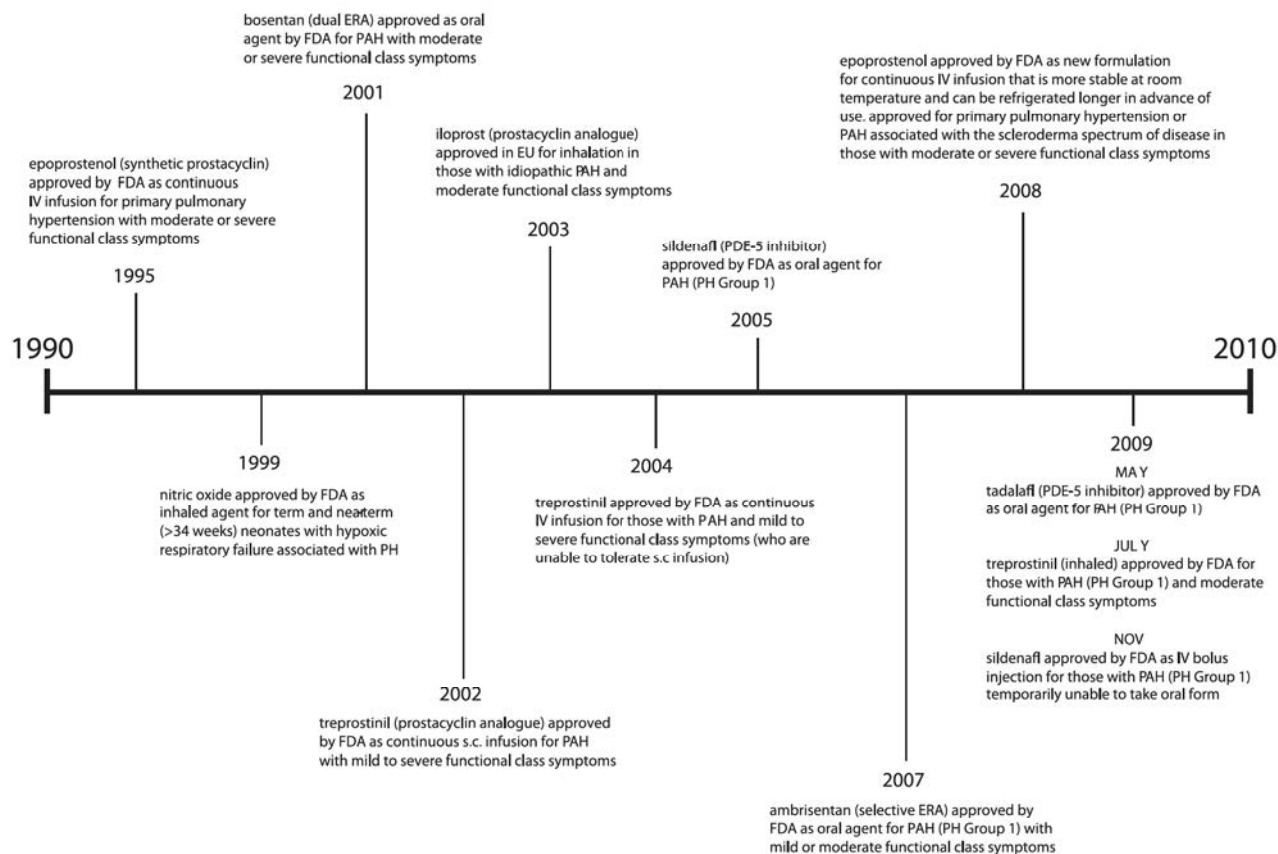 bosentan (dual ERA) approved as oral
agent by FDA for PAH with moderate
or severe functional class symptoms
2001
epoprostenol approved by FDA as new formulation
for continuous IV infusion that is more stable at room
temperature and can be refrigerated longer in advance of
use. approved for primary pulmonary hypertension or
PAH associated with the scleroderma spectrum of disease in
those with moderate or severe functional class symptoms
2008
iloprost (prostacyclin analogue)
approved in EU for inhalation in
those with idiopathic PAH and
moderate functional class symptoms
2003
epoprostenol (synthetic prostacyclin)
approved by FDA as continuous
IV infusion for primary pulmonary
hypertension with moderate or severe
functional class symptoms
1995
sildenafl (PDE-5 inhibitor)
approved by FDA as oral agent for
PAH (PH Group 1)
2005
1990
2010
1999
nitric oxide approved by FDA as
inhaled agent for term and near-term
(>34 weeks) neonates with hypoxic
respiratory failure associated with PH
2004
treprostinil approved by FDA as continuous
IV infusion for those with PAH and mild to
severe functional class symptoms (who are
unable to tolerate s.c infusion)
2009
MAY
tadalafl (PDE-5 inhibitor) approved by FDA
as oral agent for PAH (PH Group 1)
JULY
treprostinil (inhaled) approved by FDA for
those with PAH (PH Group 1) and moderate
functional class symptoms
NOV
sildenafl approved by FDA as IV bolus
injection for those with PAH (PH Group 1)
temporarily unable to take oral form
2002
treprostinil (prostacyclin analogue) approved
by FDA as continuous s.c. infusion for PAH
with mild to severe functional class symptoms
2007
ambrisentan (selective ERA) approved by
FDA as oral agent for PAH (PH Group 1) with
mild or moderate functional class symptoms